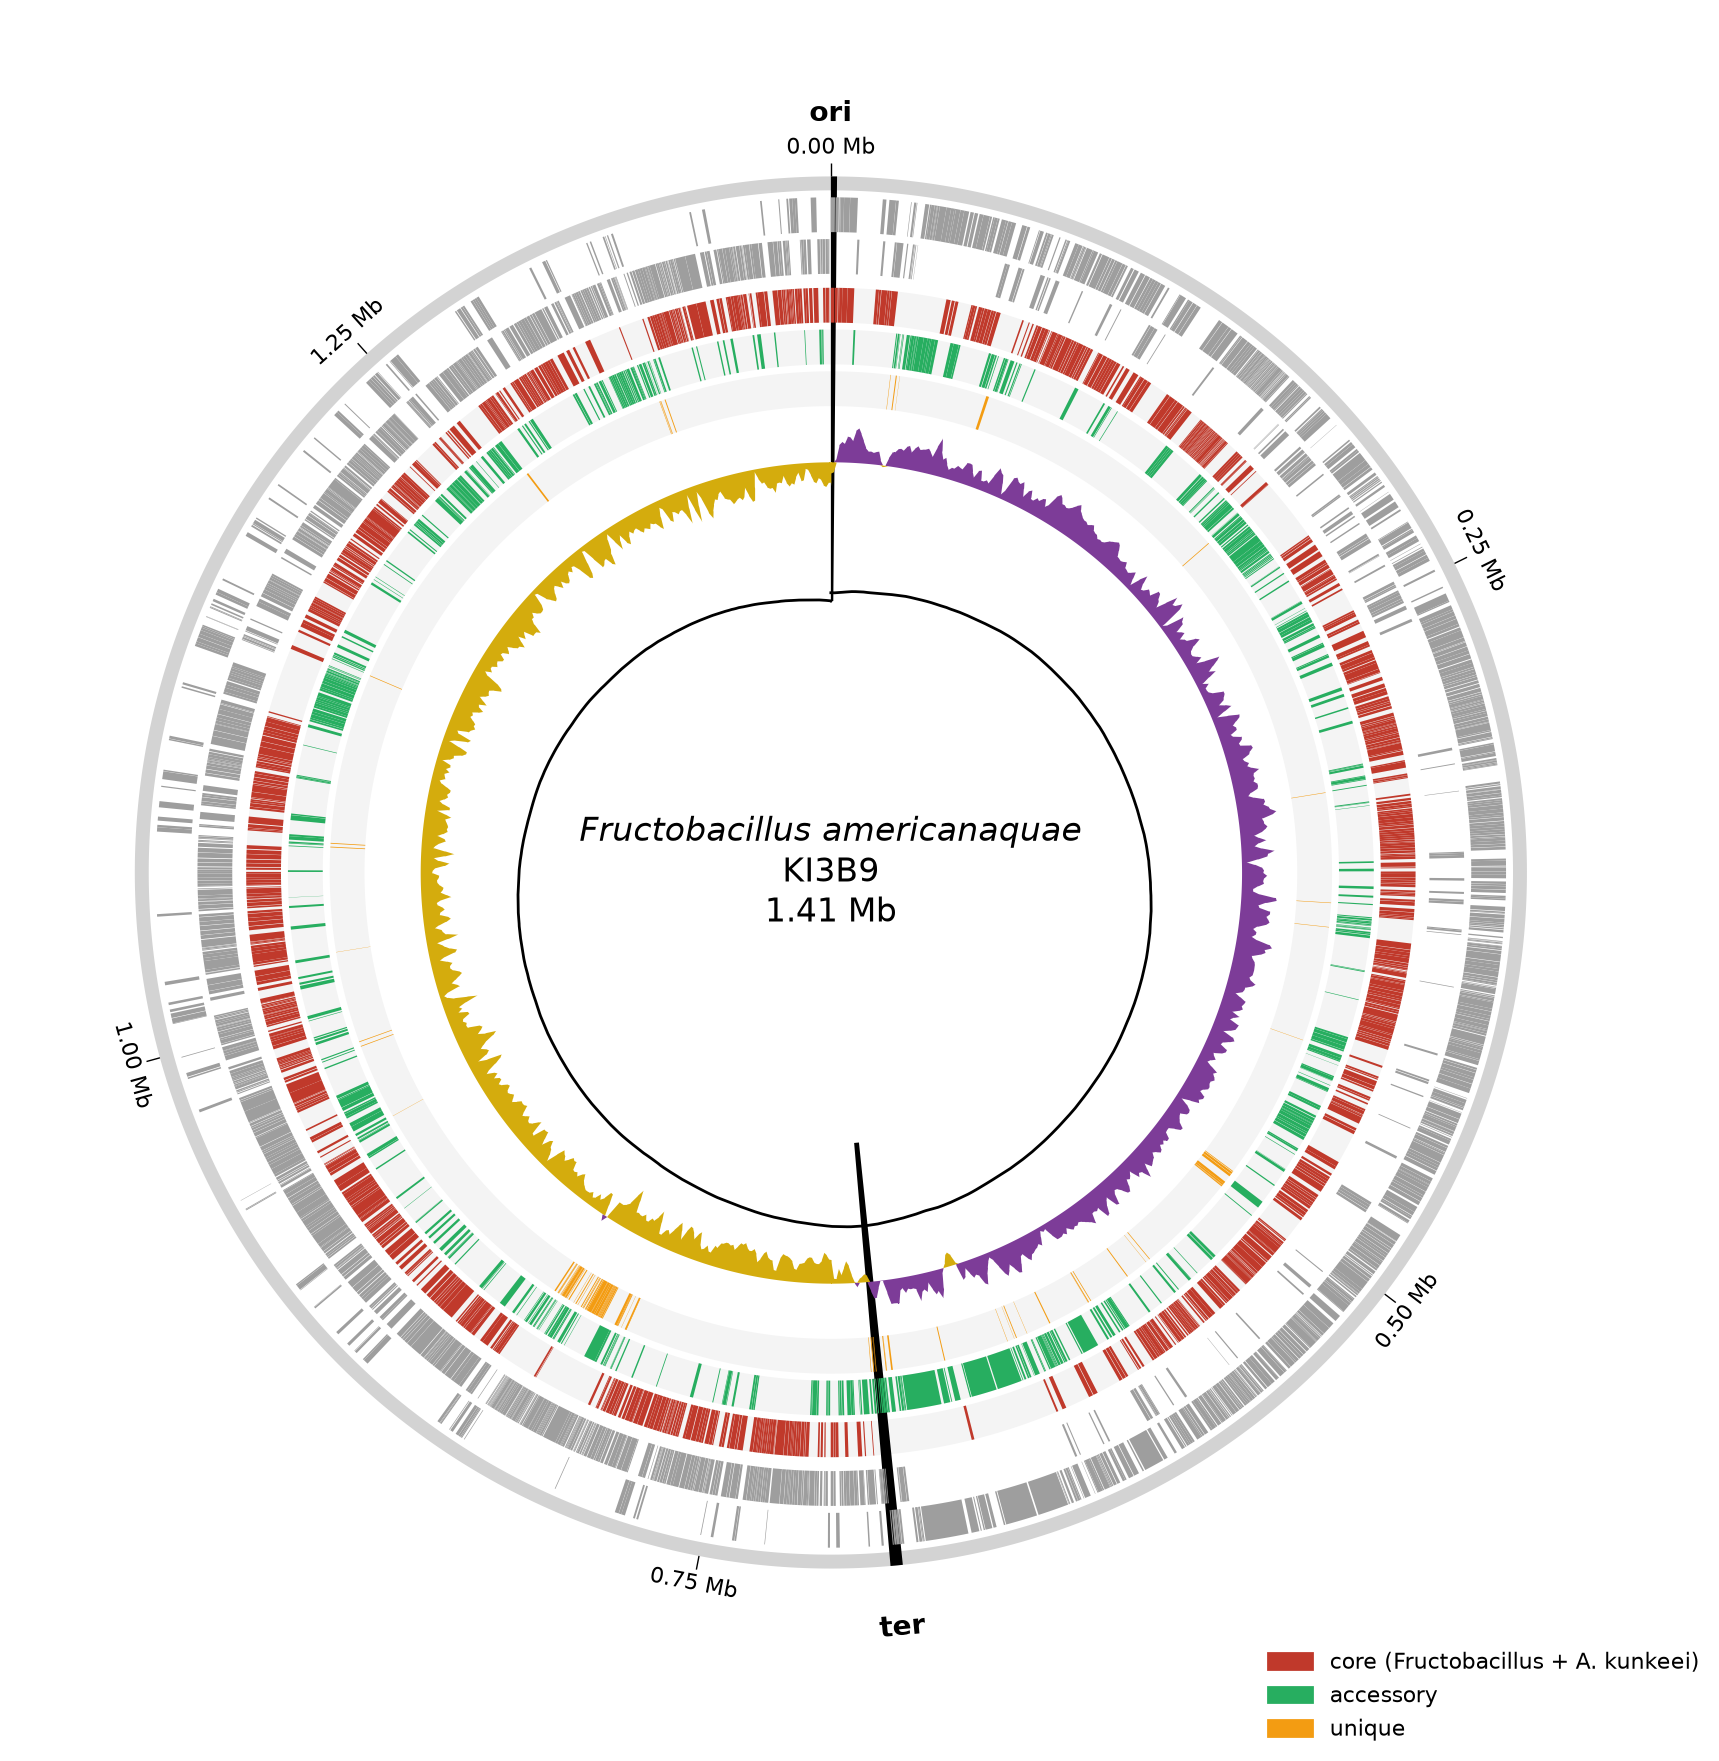 ori
0.00 Mb
0.25 Mb
0.50 Mb
ter
0.75 Mb
1.00 Mb
1.25 Mb
Fructobacillus americanaquae
KI3B9
1.41 Mb
core (Fructobacillus + A. kunkeei)
accessory
unique